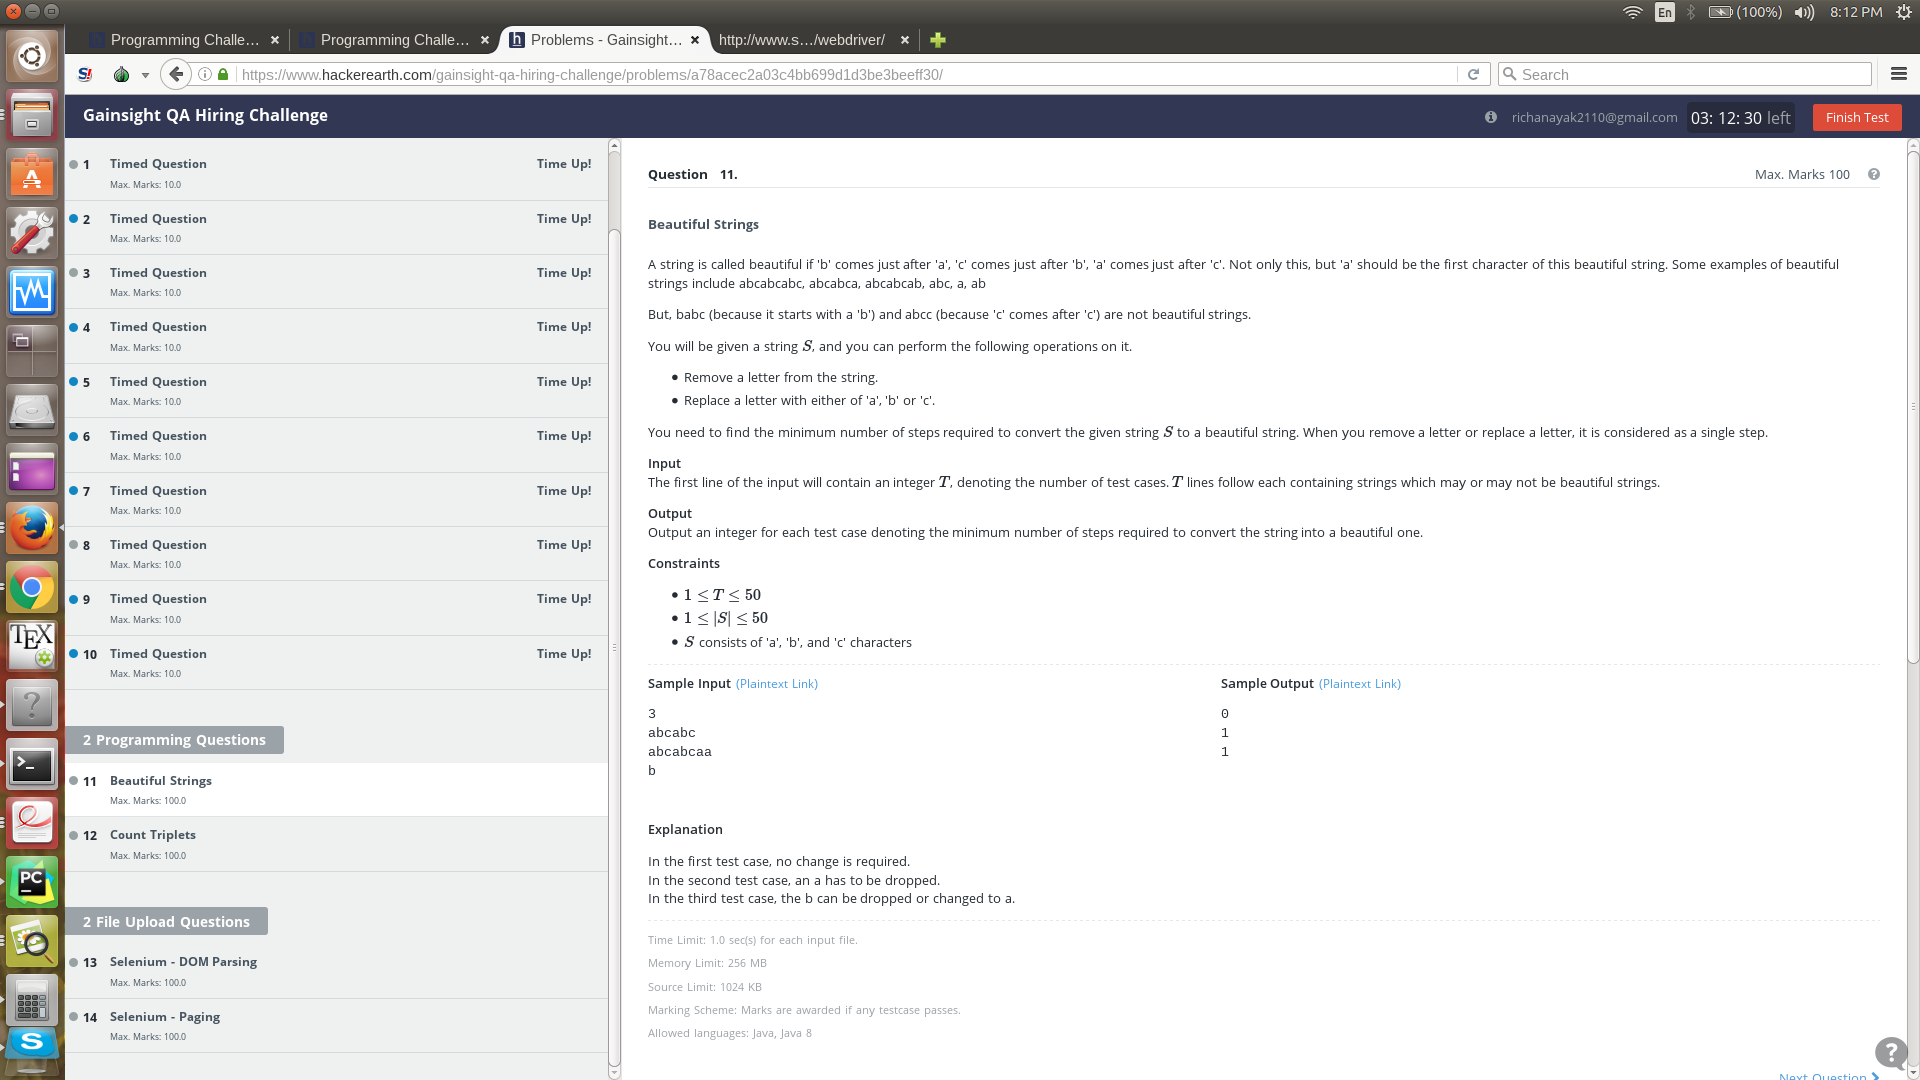 En (100%) 8:12 PM
Programming Challe... Programming Challe... Problems - Gainsight... http://www.s.../webdriver/
https://www.hackerearth.com/gainsight-qa-hiring-challenge/problems/a78acec2a03c4bb699d1d3be3beeff30/ Search
Gainsight QA Hiring Challenge richanayak2110@gmail.com 03: 12: 30 left Finish Test
1 Timed Question Time Up!
Max. Marks: 10.0
2 Timed Question Time Up!
Max. Marks: 10.0
3 Timed Question Time Up!
Max. Marks: 10.0
4 Timed Question Time Up!
Max. Marks: 10.0
5 Timed Question Time Up!
Max. Marks: 10.0
6 Timed Question Time Up!
Max. Marks: 10.0
7 Timed Question Time Up!
Max. Marks: 10.0
8 Timed Question Time Up!
Max. Marks: 10.0
9 Timed Question Time Up!
Max. Marks: 10.0
10 Timed Question Time Up!
Max. Marks: 10.0
2 Programming Questions
11 Beautiful Strings
Max. Marks: 100.0
12 Count Triplets
Max. Marks: 100.0
2 File Upload Questions
13 Selenium - DOM Parsing
Max. Marks: 100.0
14 Selenium - Paging
Max. Marks: 100.0
Question 11. Max. Marks 100
Beautiful Strings
A string is called beautiful if 'b' comes just after 'a', 'c' comes just after 'b', 'a' comes just after 'c'. Not only this, but 'a' should be the first character of this beautiful string. Some examples of beautiful
strings include abcabcabc, abcabca, abcabcab, abc, a, ab
But, babc (because it starts with a 'b') and abcc (because 'c' comes after 'c') are not beautiful strings.
You will be given a string S, and you can perform the following operations on it.
• Remove a letter from the string.
• Replace a letter with either of 'a', 'b' or 'c'.
You need to find the minimum number of steps required to convert the given string S to a beautiful string. When you remove a letter or replace a letter, it is considered as a single step.
Input
The first line of the input will contain an integer T, denoting the number of test cases. T lines follow each containing strings which may or may not be beautiful strings.
Output
Output an integer for each test case denoting the minimum number of steps required to convert the string into a beautiful one.
Constraints
• 1 ≤ T ≤ 50
• 1 ≤ |S| ≤ 50
• S consists of 'a', 'b', and 'c' characters
Sample Input (Plaintext Link) Sample Output (Plaintext Link)
3 0
abcabc 1
abcabcaa 1
b
Explanation
In the first test case, no change is required.
In the second test case, an a has to be dropped.
In the third test case, the b can be dropped or changed to a.
Time Limit: 1.0 sec(s) for each input file.
Memory Limit: 256 MB
Source Limit: 1024 KB
Marking Scheme: Marks are awarded if any testcase passes.
Allowed languages: Java, Java 8
Next Question
TEX
PC